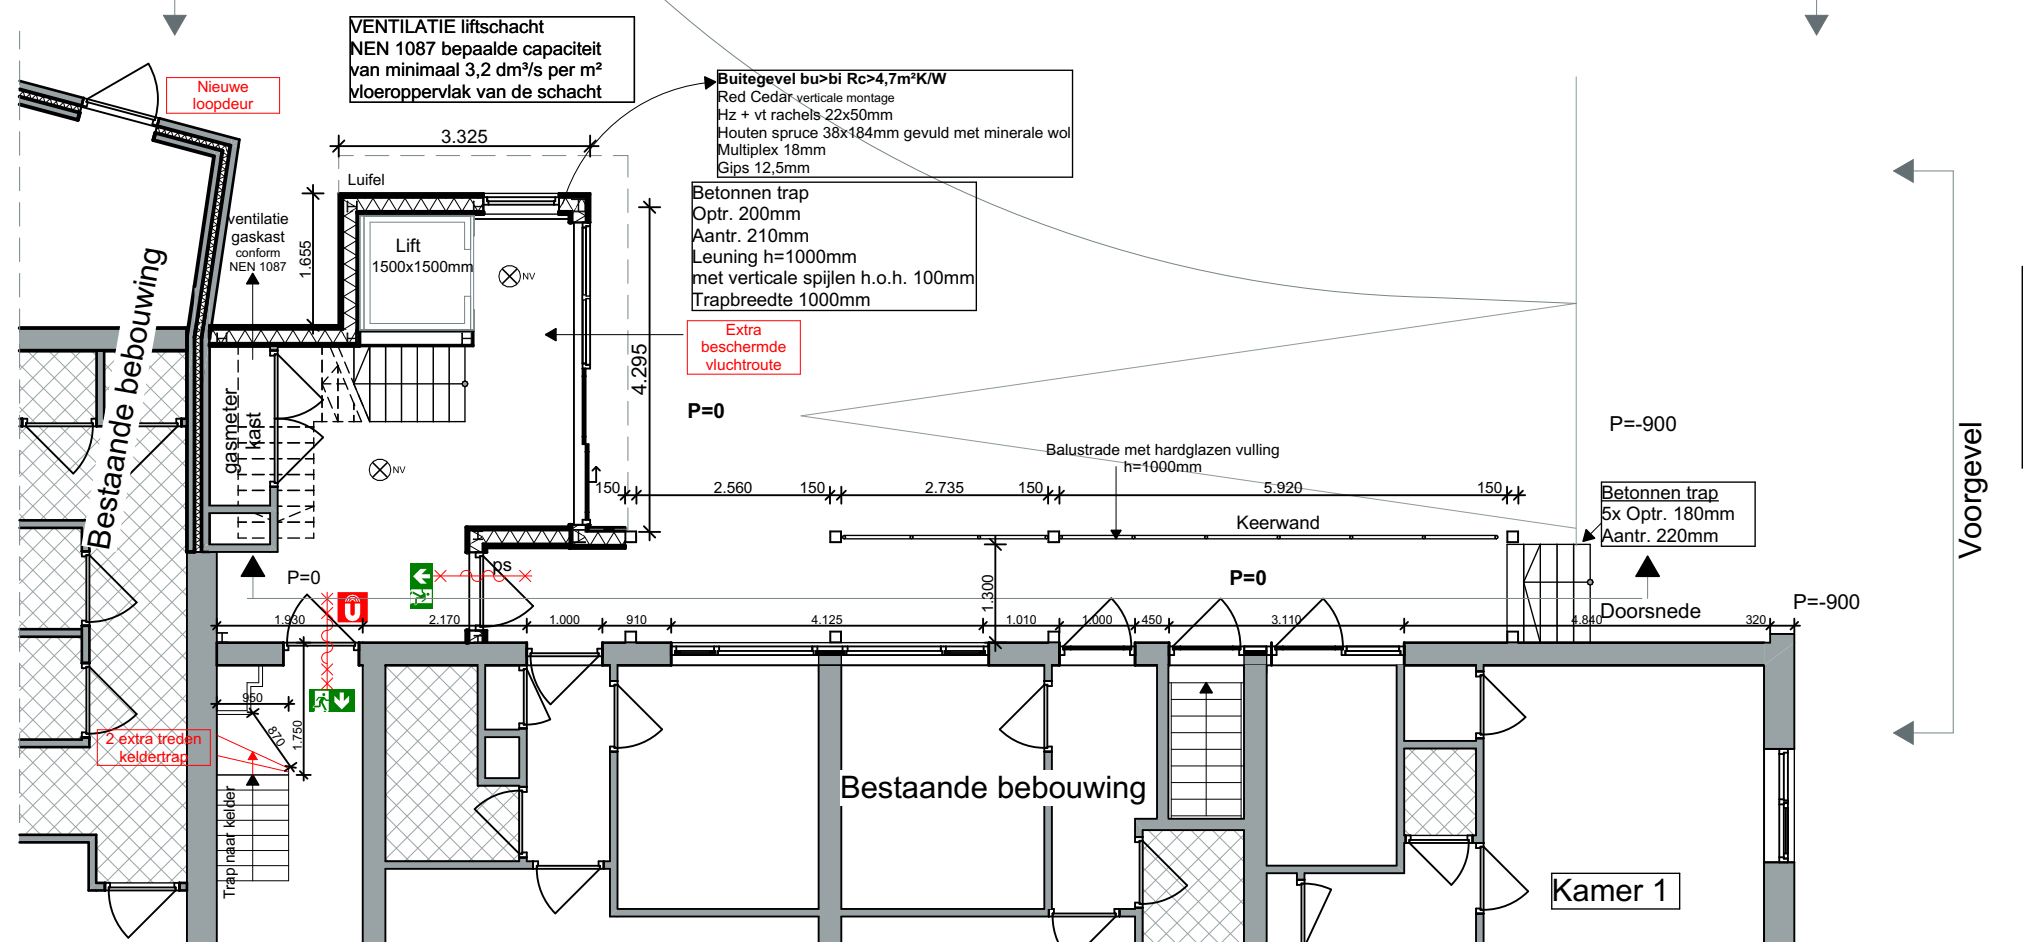 VENTILATIE liftschacht
NEN 1087 bepaalde capaciteit
van minimaal 3,2 dm³/s per m²
vloeroppervlak van de schacht
Nieuwe
loopdeur
Buitegevel bu>bi Rc>4,7m²K/W
Red Cedar verticale montage
Hz + vt rachels 22x50mm
Houten spruce 38x184mm gevuld met minerale wol
Multiplex 18mm
Gips 12,5mm
3.325
Luifel
Betonnen trap
Optr. 200mm
Aantr. 210mm
Leuning h=1000mm
met verticale spijlen h.o.h. 100mm
Trapbreedte 1000mm
ventilatie
gaskast
conform
NEN 1087
1.655
Lift
1500x1500mm
NV
Extra
beschermde
vluchtroute
4.295
Bestaande bebouwing
gasmeter
kast
P=0
P=-900
Voorgevel
Balustrade met hardglazen vulling
h=1000mm
NV
150
2.560
150
2.735
150
5.920
150
Betonnen trap
5x Optr. 180mm
Aantr. 220mm
Keerwand
ps
P=0
1.300
P=0
Doorsnede
P=-900
1.930
2.170
1.000
910
4.125
1.010
1.000
450
3.110
4.840
320
950
870
1.750
2 extra treden
keldertrap
Trap naar kelder
Bestaande bebouwing
Kamer 1